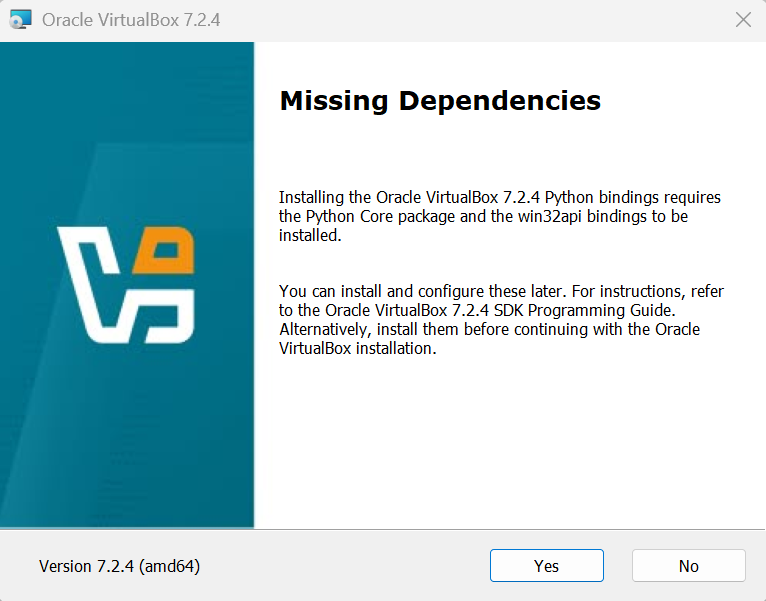 Oracle VirtualBox 7.2.4
Missing Dependencies
Installing the Oracle VirtualBox 7.2.4 Python bindings requires
the Python Core package and the win32api bindings to be
installed.
You can install and configure these later. For instructions, refer
to the Oracle VirtualBox 7.2.4 SDK Programming Guide.
Alternatively, install them before continuing with the Oracle
VirtualBox installation.
Version 7.2.4 (amd64)
Yes
No